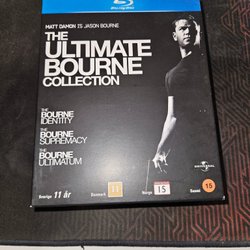 Blu-ray Disc
MATT DAMON IS JASON BOURNE
THE
ULTIMATE
BOURNE
COLLECTION
THE
BOURNE
IDENTITY
THE
BOURNE
SUPREMACY
THE
BOURNE
ULTIMATUM
UNIVERSAL
Sverige 11 år
Danmark 11
Norge 15
Suomi 15